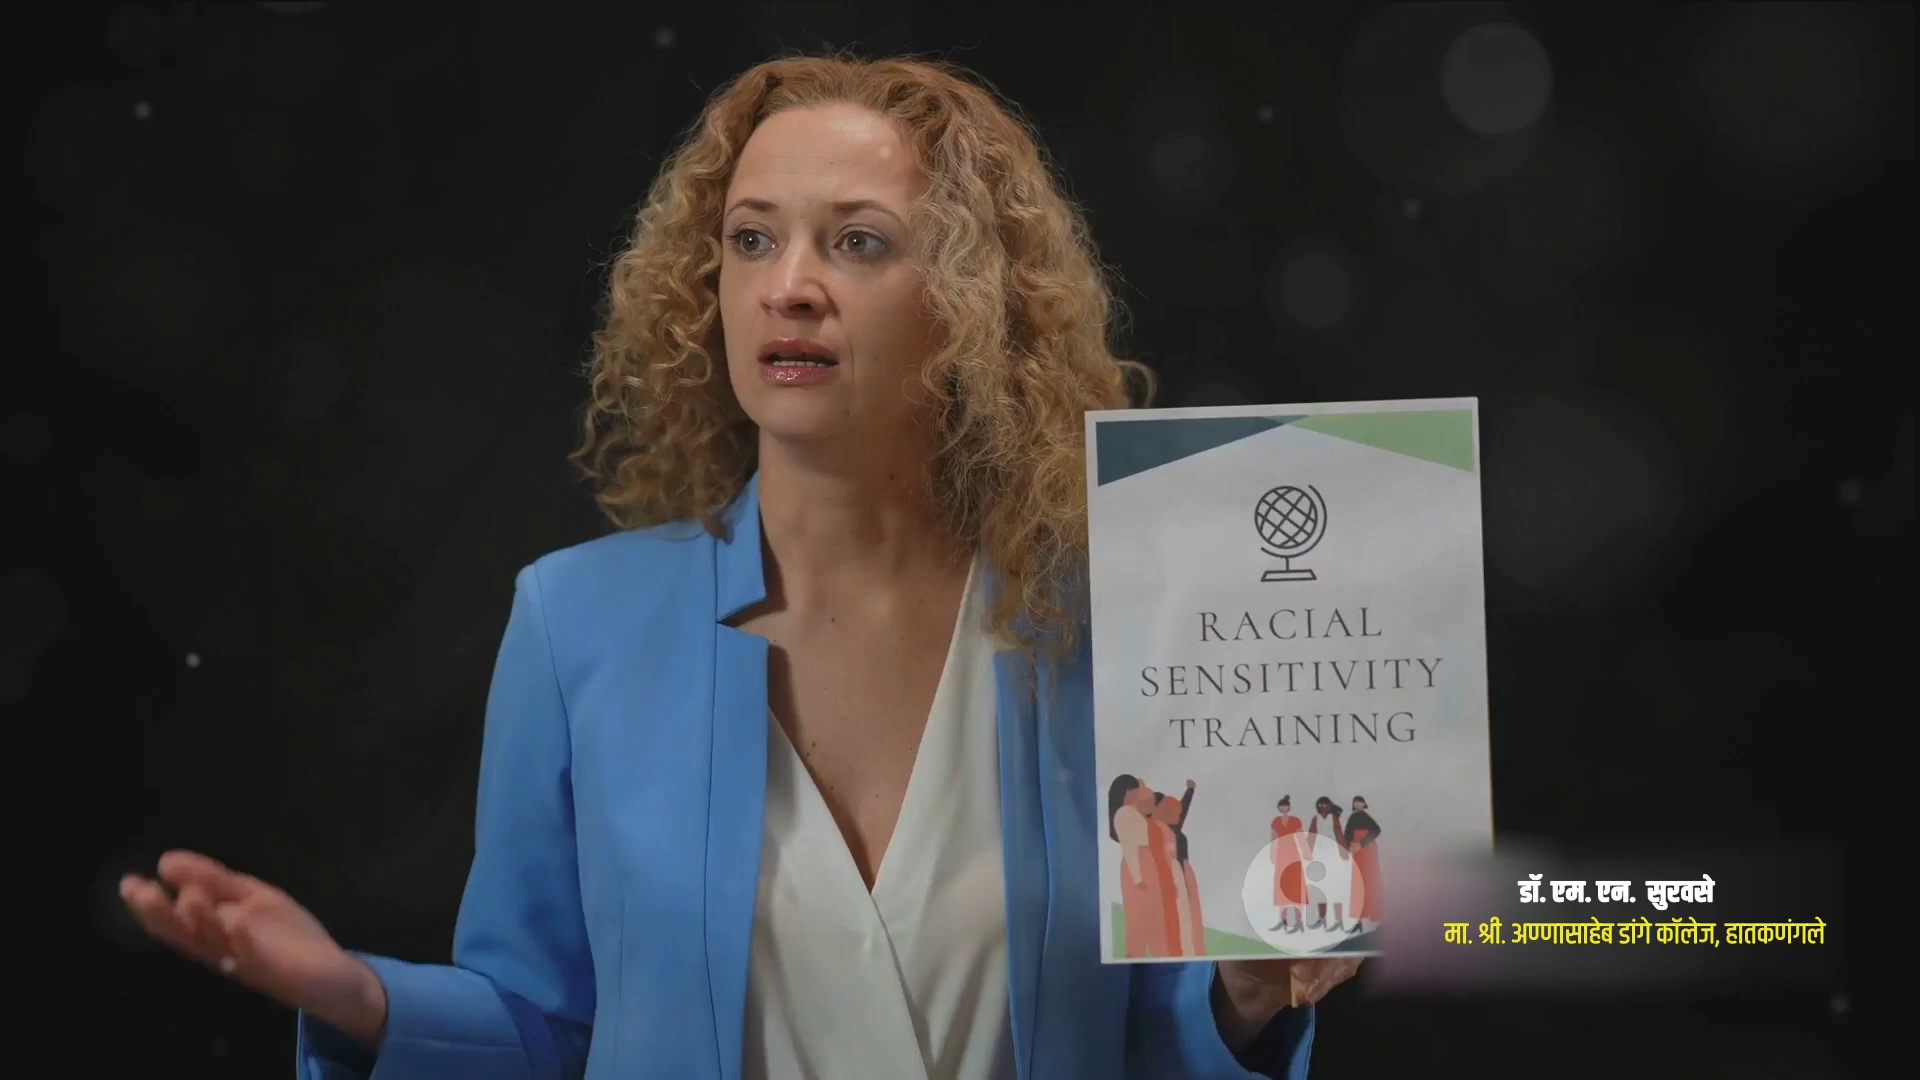 RACIAL
SENSITIVITY
TRAINING
डॉ. एम. एन. सुरवसे
मा. श्री. अण्णासाहेब डांगे कॉलेज, हातकणंगले